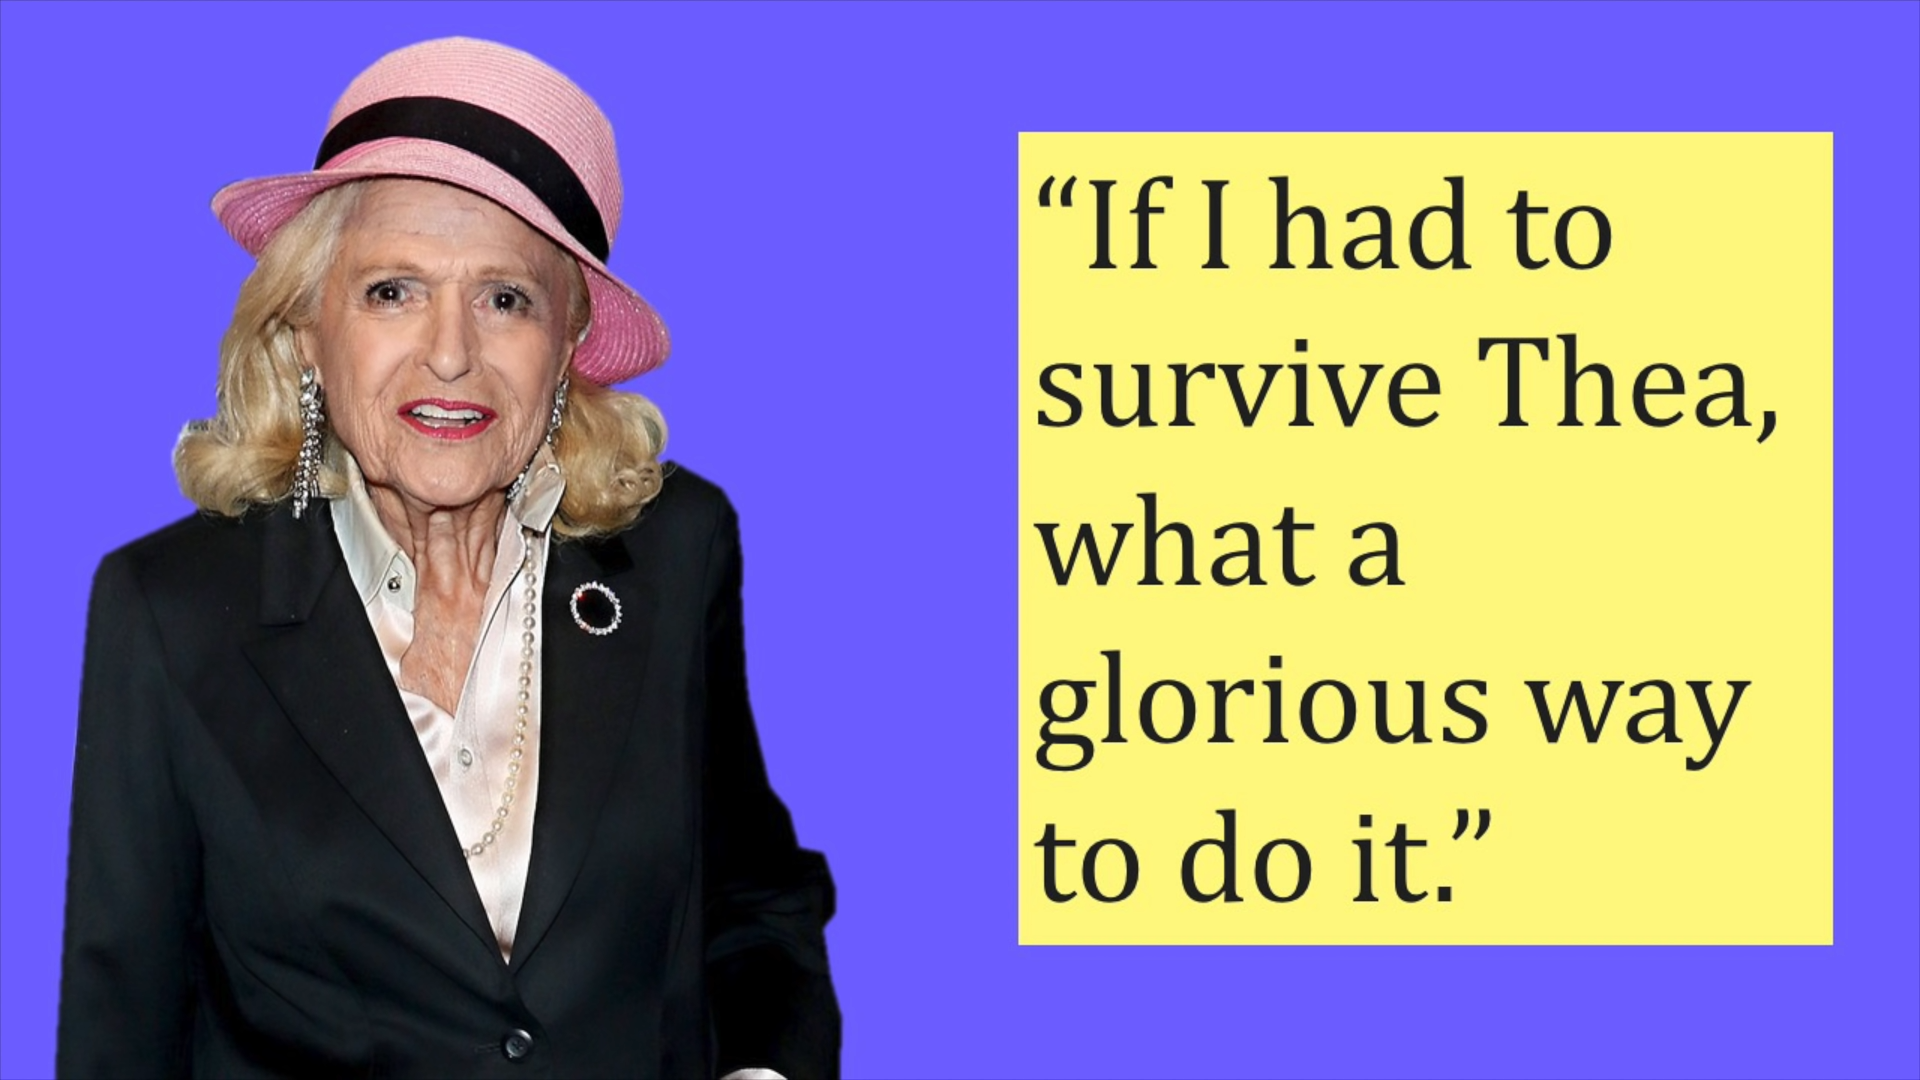 “If I had to
survive Thea,
what a
glorious way
to do it.”